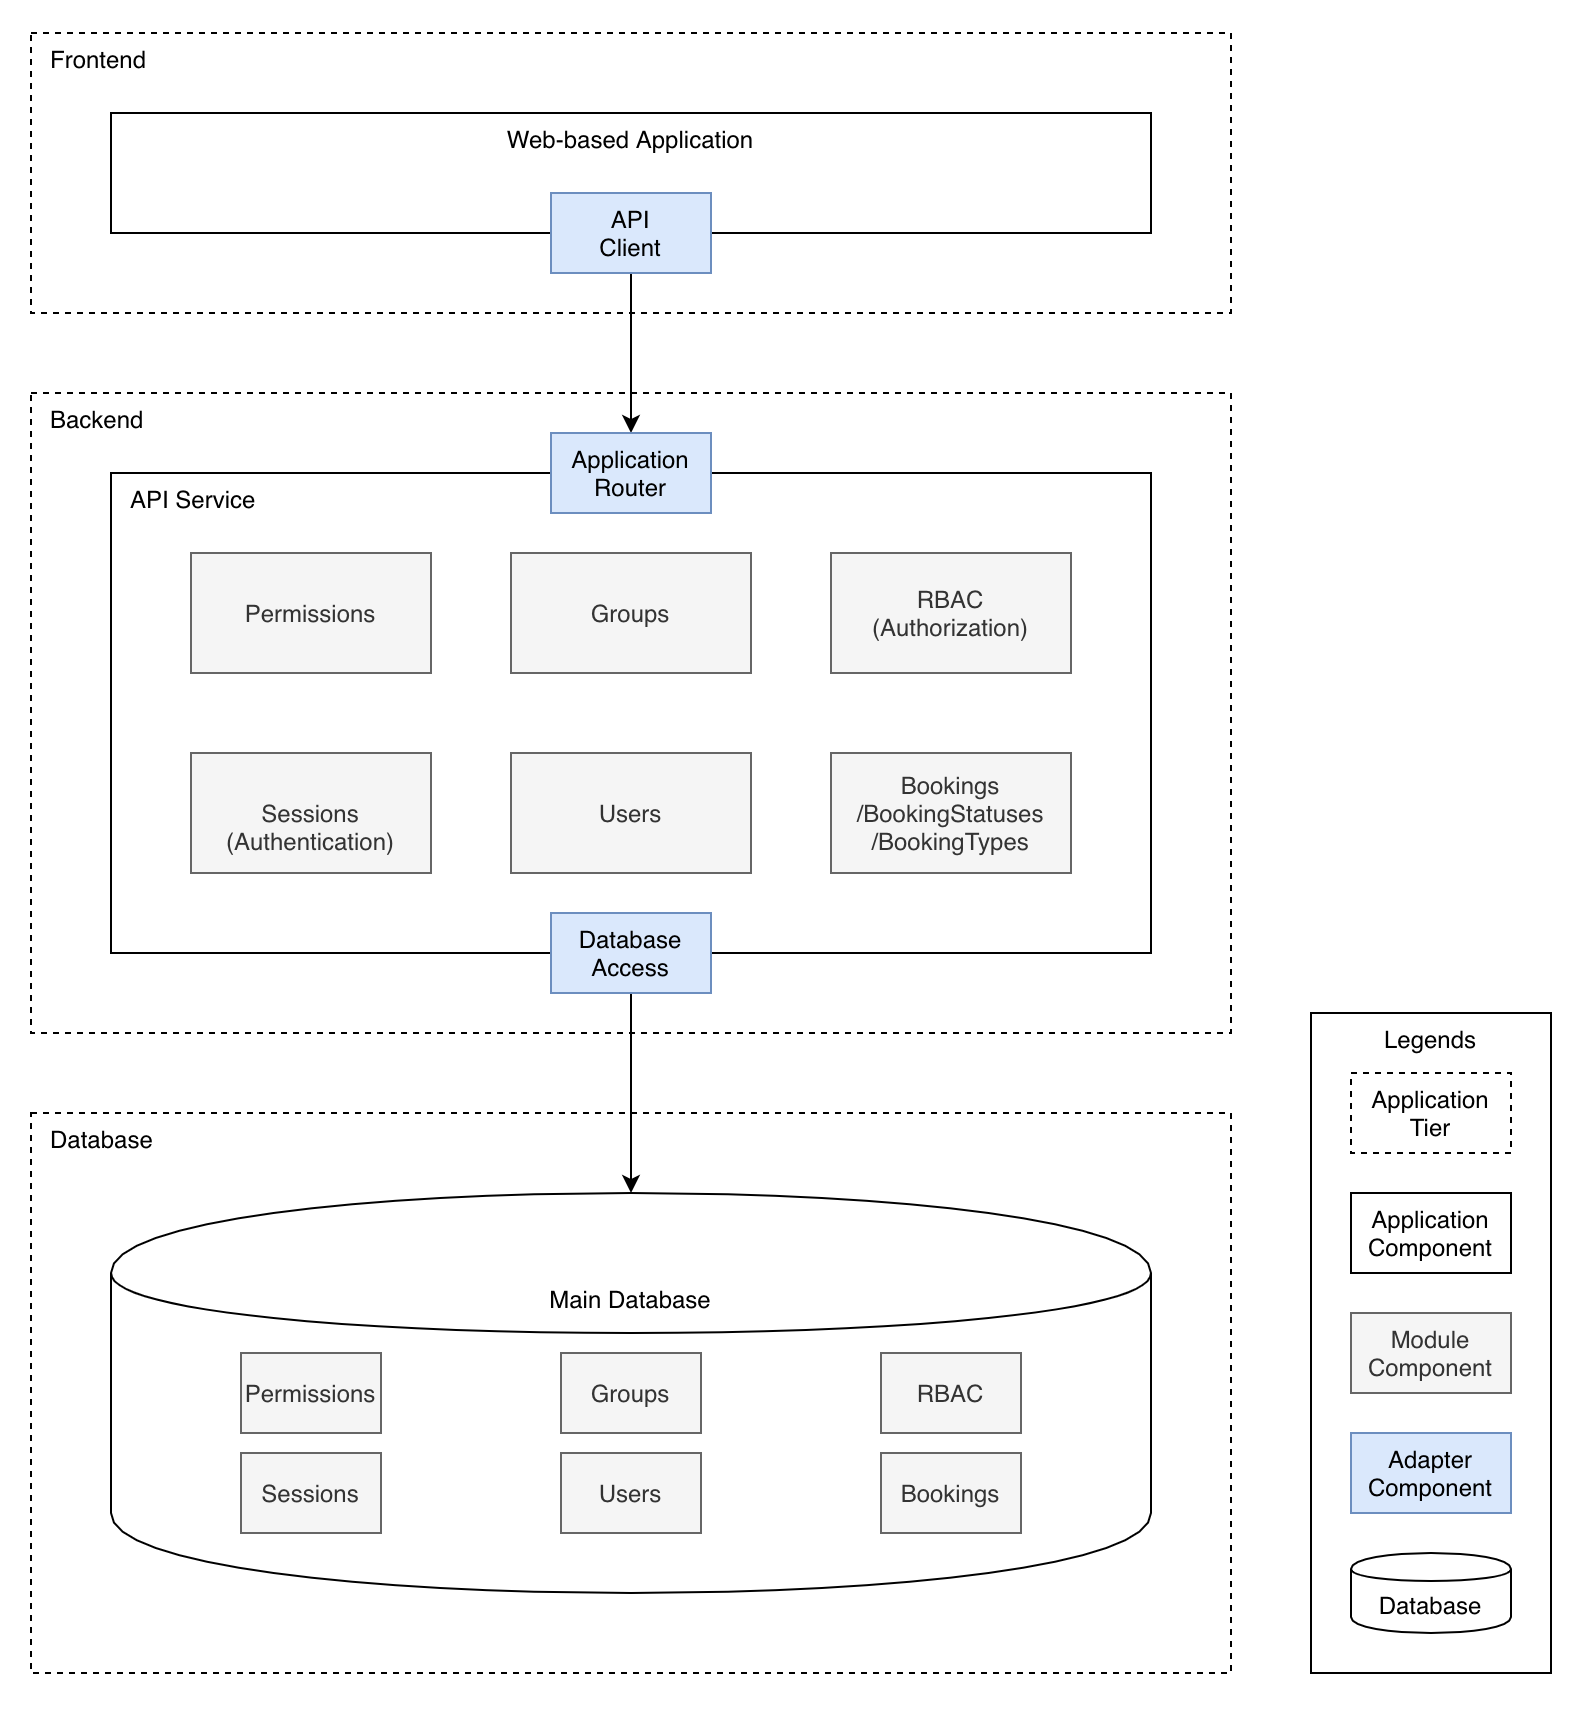 Frontend
Web-based Application
API
Client
Backend
Application
Router
API Service
Permissions
Groups
RBAC
(Authorization)
Sessions
(Authentication)
Users
Bookings
/BookingStatuses
/BookingTypes
Database
Access
Database
Main Database
Permissions
Groups
RBAC
Sessions
Users
Bookings
Legends
Application
Tier
Application
Component
Module
Component
Adapter
Component
Database